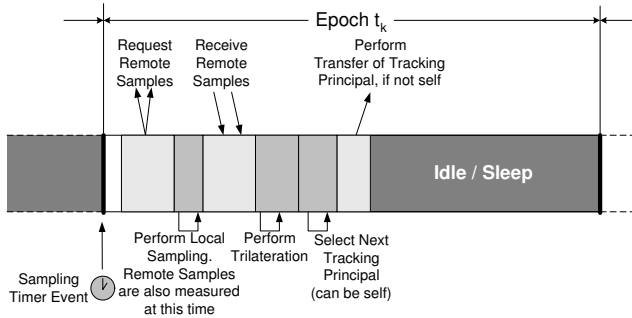 Epoch t_k
Request
Remote
Samples
Receive
Remote
Samples
Perform
Transfer of Tracking
Principal, if not self
Idle / Sleep
Sampling
Timer Event
Perform Local
Sampling.
Remote Samples
are also measured
at this time
Perform
Trilateration
Select Next
Tracking
Principal
(can be self)